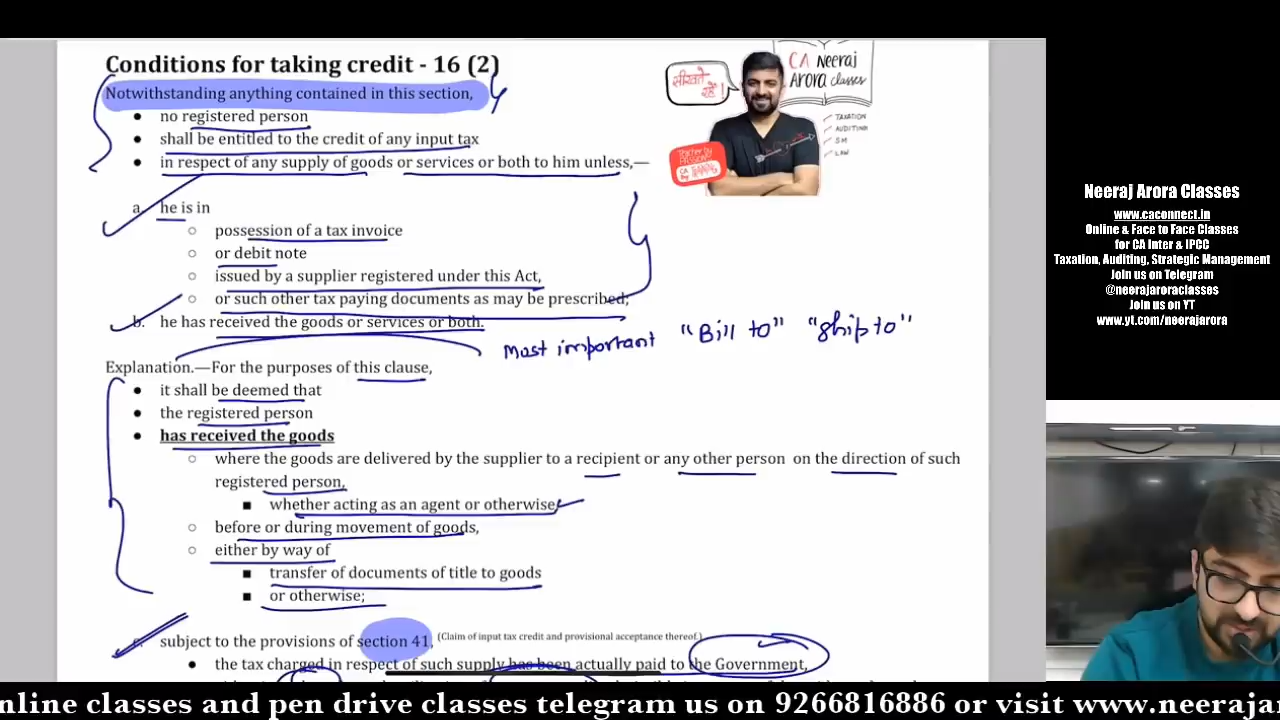 Conditions for taking credit - 16 (2)
Notwithstanding anything contained in this section,
• no registered person
• shall be entitled to the credit of any input tax
• in respect of any supply of goods or services or both to him unless,—
a. he is in
○ possession of a tax invoice
○ or debit note
○ issued by a supplier registered under this Act,
○ or such other tax paying documents as may be prescribed;
b. he has received the goods or services or both.
Most important "Bill to" "Ship to"
Explanation.—For the purposes of this clause,
• it shall be deemed that
• the registered person
• has received the goods
○ where the goods are delivered by the supplier to a recipient or any other person on the direction of such
registered person,
■ whether acting as an agent or otherwise
○ before or during movement of goods,
○ either by way of
■ transfer of documents of title to goods
■ or otherwise;
subject to the provisions of section 41, (Claim of input tax credit and provisional acceptance thereof.)
• the tax charged in respect of such supply has been actually paid to the Government,
सीखते
रहें !
CA Neeraj
Arora classes
✓ TAXATION
✓ AUDITING
✓ SM
✓ LAW
Teacher by
PASSION
CA
Neeraj Arora Classes
www.caconnect.in
Online & Face to Face Classes
for CA Inter & IPCC
Taxation, Auditing, Strategic Management
Join us on Telegram
@neerajaroraclasses
Join us on YT
www.yt.com/neerajarora
nline classes and pen drive classes telegram us on 9266816886 or visit www.neeraja